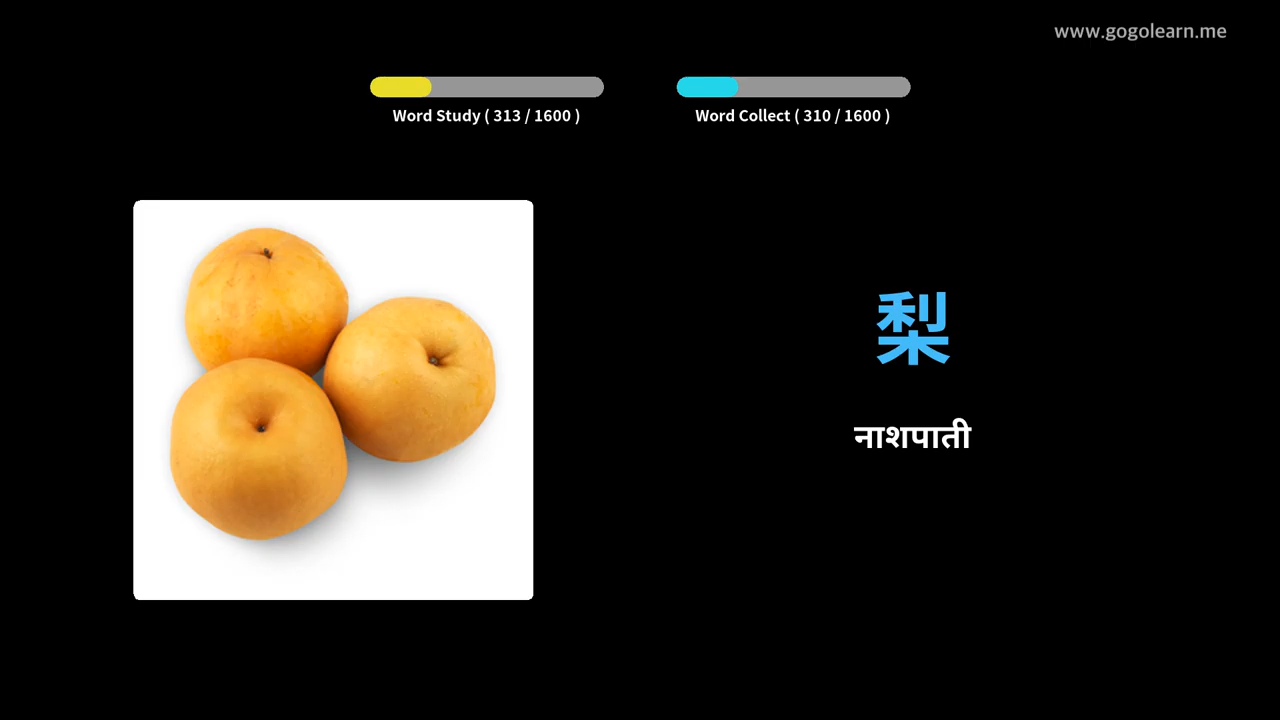 www.gogolearn.me
Word Study ( 313 / 1600 )
Word Collect ( 310 / 1600 )
梨
नाशपाती